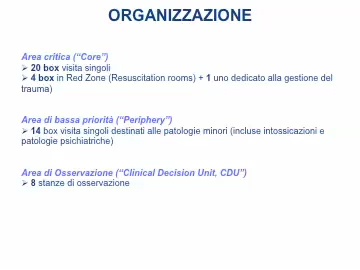 ORGANIZZAZIONE
Area critica (“Core”)
➢ 20 box visita singoli
➢ 4 box in Red Zone (Resuscitation rooms) + 1 uno dedicato alla gestione del
trauma)
Area di bassa priorità (“Periphery”)
➢ 14 box visita singoli destinati alle patologie minori (incluse intossicazioni e
patologie psichiatriche)
Area di Osservazione (“Clinical Decision Unit, CDU”)
➢ 8 stanze di osservazione